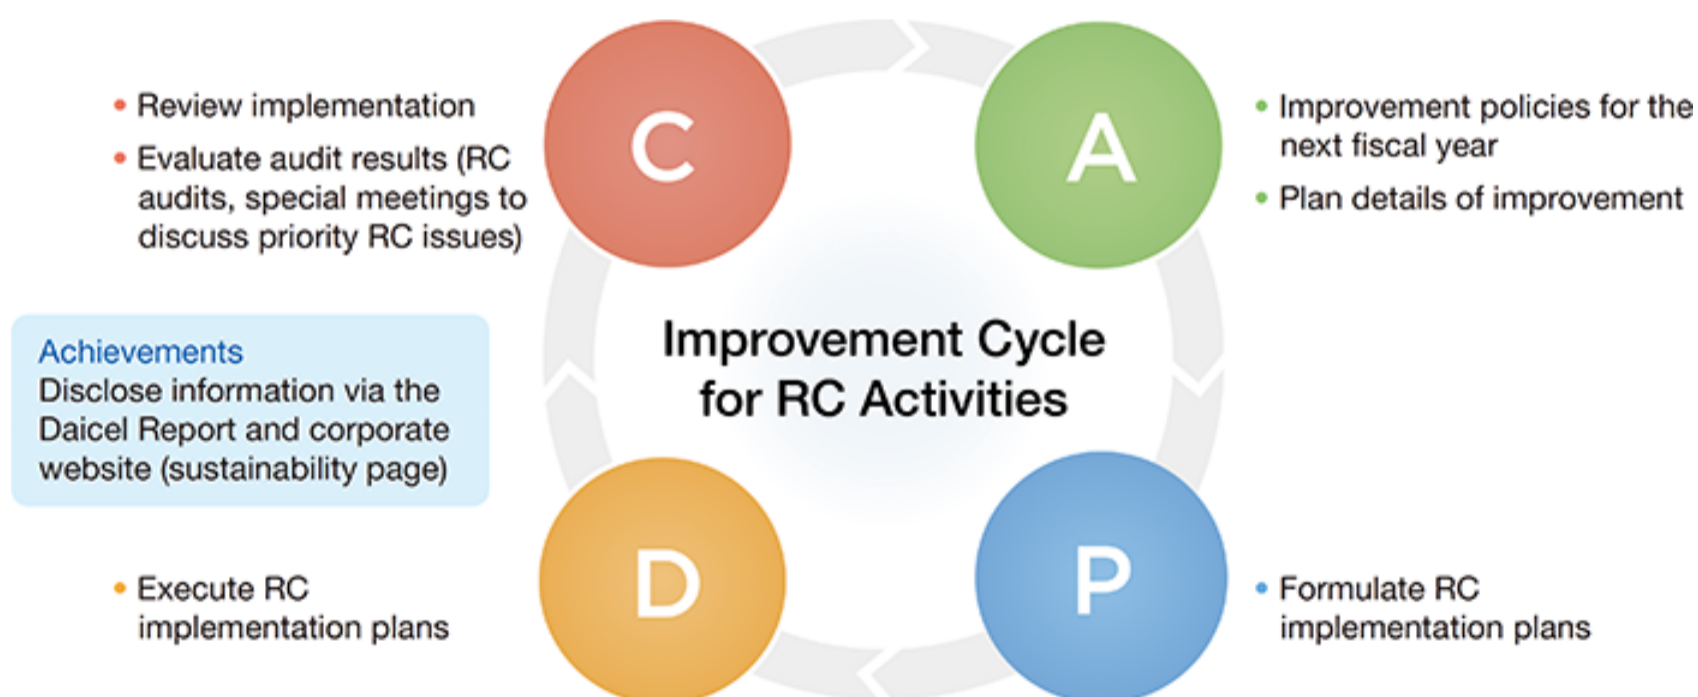 C
A
• Review implementation
• Evaluate audit results (RC
audits, special meetings to
discuss priority RC issues)
• Improvement policies for the
next fiscal year
• Plan details of improvement
Improvement Cycle
for RC Activities
Achievements
Disclose information via the
Daicel Report and corporate
website (sustainability page)
D
P
• Execute RC
implementation plans
• Formulate RC
implementation plans